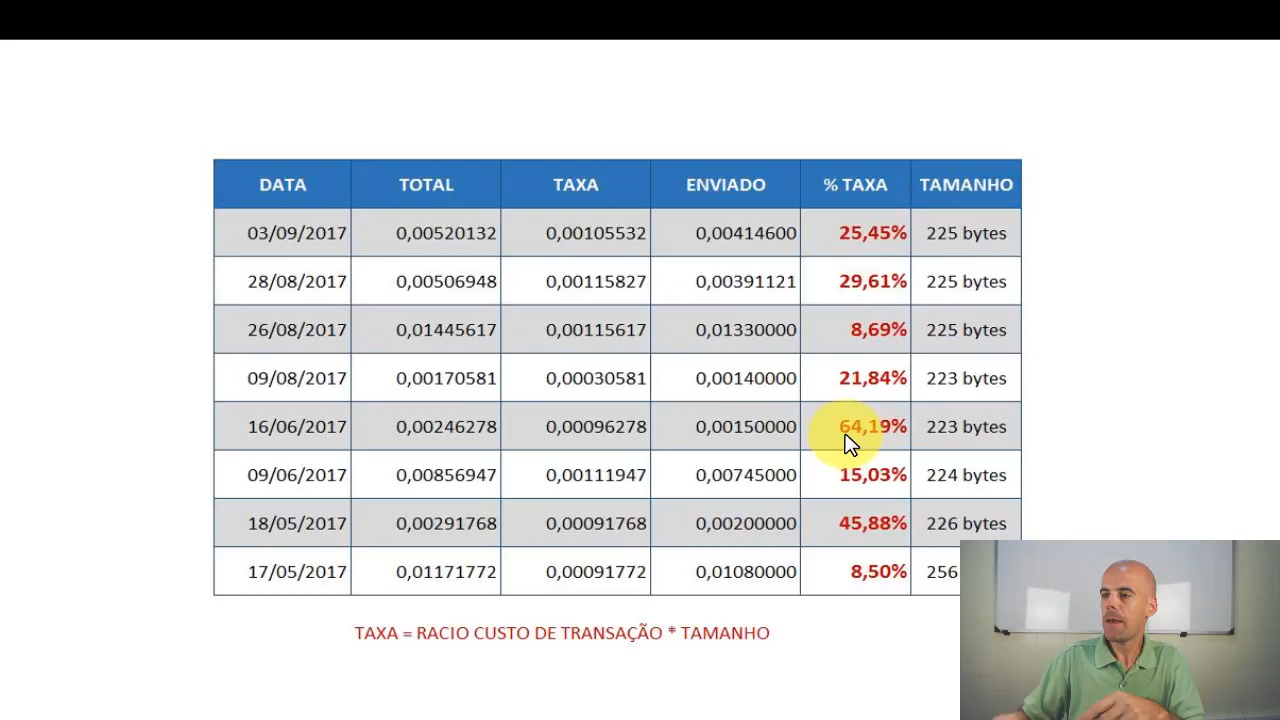 DATA TOTAL TAXA ENVIADO % TAXA TAMANHO
03/09/2017 0,00520132 0,00105532 0,00414600 25,45% 225 bytes
28/08/2017 0,00506948 0,00115827 0,00391121 29,61% 225 bytes
26/08/2017 0,01445617 0,00115617 0,01330000 8,69% 225 bytes
09/08/2017 0,00170581 0,00030581 0,00140000 21,84% 223 bytes
16/06/2017 0,00246278 0,00096278 0,00150000 64,19% 223 bytes
09/06/2017 0,00856947 0,00111947 0,00745000 15,03% 224 bytes
18/05/2017 0,00291768 0,00091768 0,00200000 45,88% 226 bytes
17/05/2017 0,01171772 0,00091772 0,01080000 8,50% 256
TAXA = RACIO CUSTO DE TRANSAÇÃO * TAMANHO